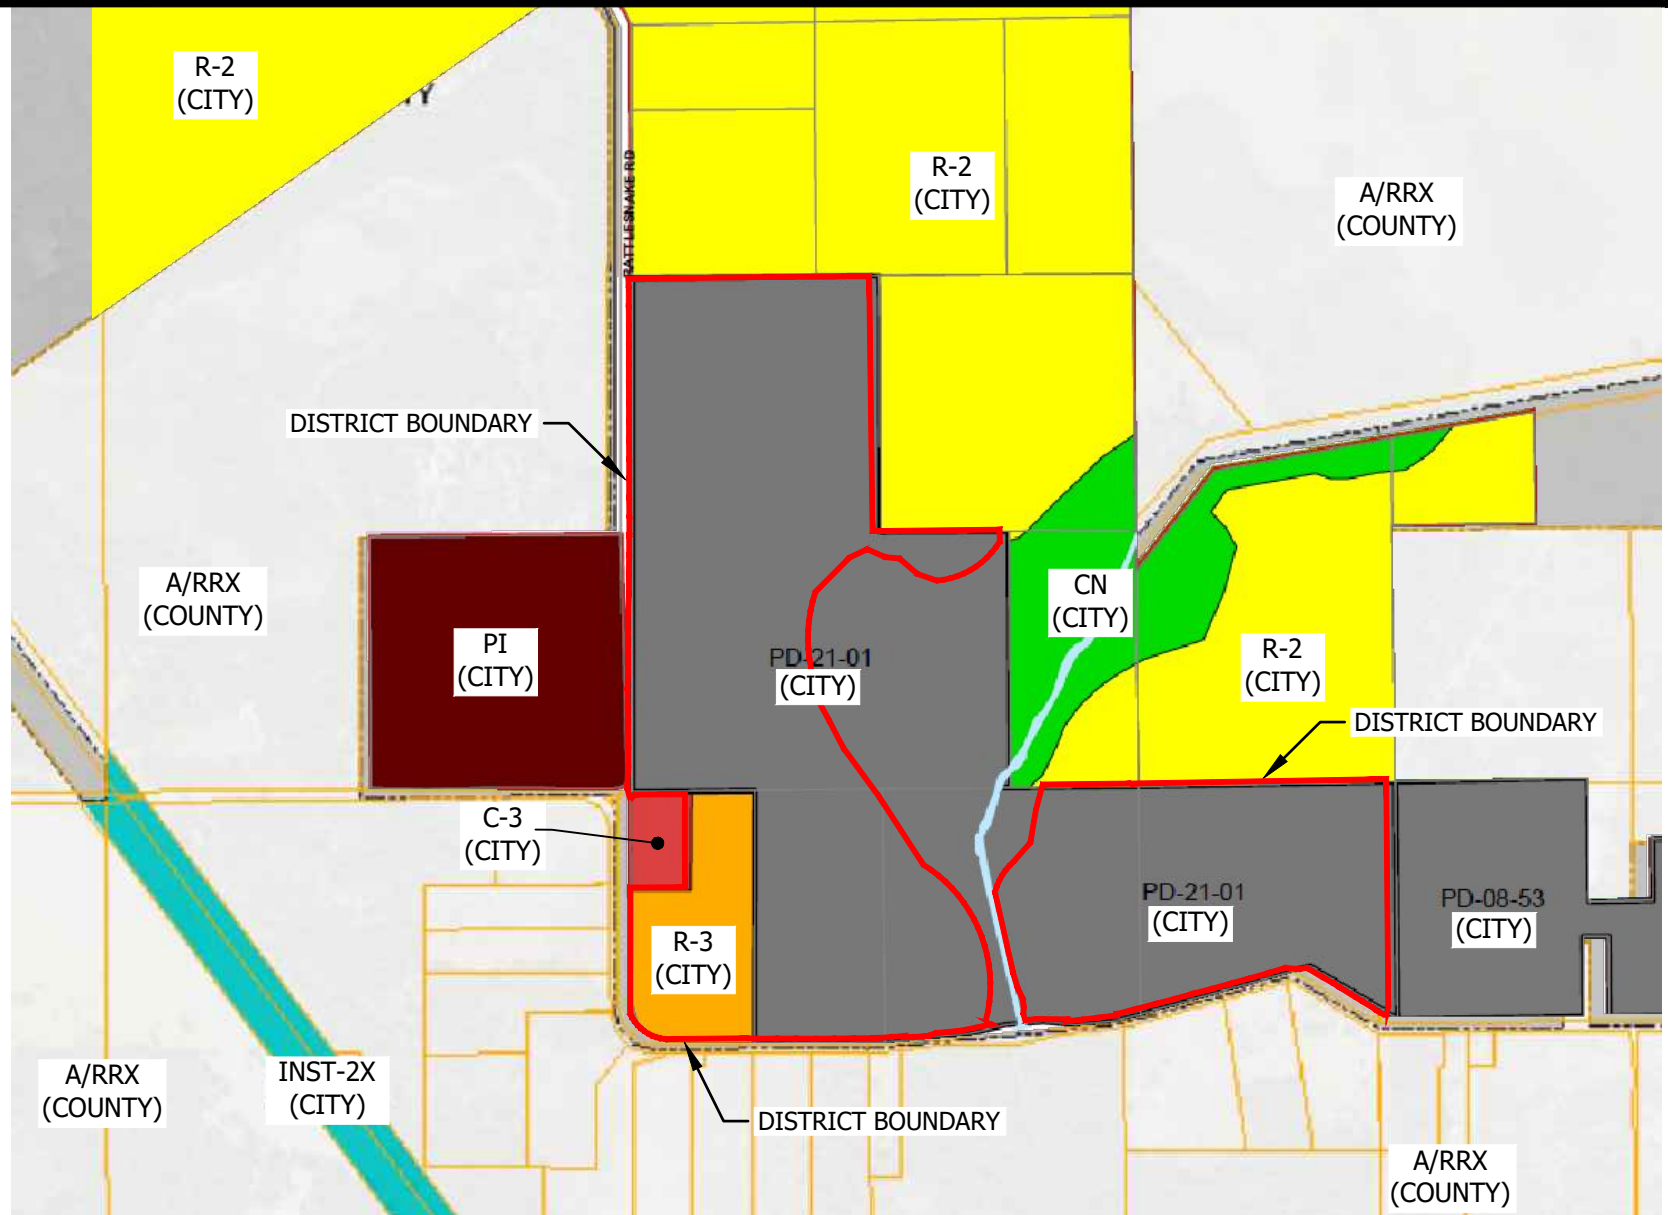 R-2
(CITY)
TY
RATTLESNAKE RD
R-2
(CITY)
A/RRX
(COUNTY)
DISTRICT BOUNDARY
A/RRX
(COUNTY)
PI
(CITY)
PD-21-01
(CITY)
CN
(CITY)
R-2
(CITY)
DISTRICT BOUNDARY
C-3
(CITY)
R-3
(CITY)
PD-21-01
(CITY)
PD-08-53
(CITY)
A/RRX
(COUNTY)
INST-2X
(CITY)
DISTRICT BOUNDARY
A/RRX
(COUNTY)